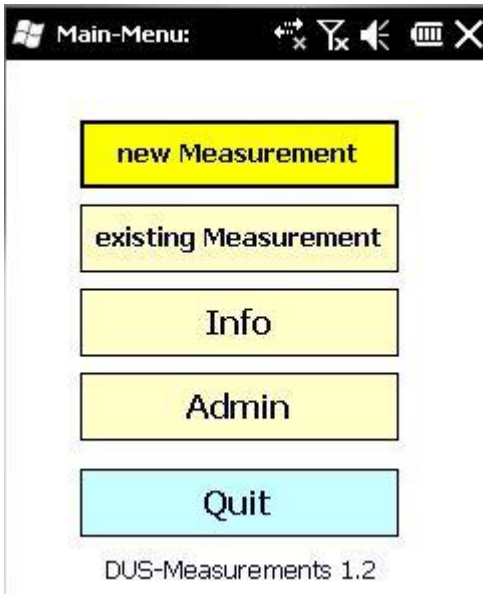 Main-Menu:
new Measurement
existing Measurement
Info
Admin
Quit
DUS-Measurements 1.2